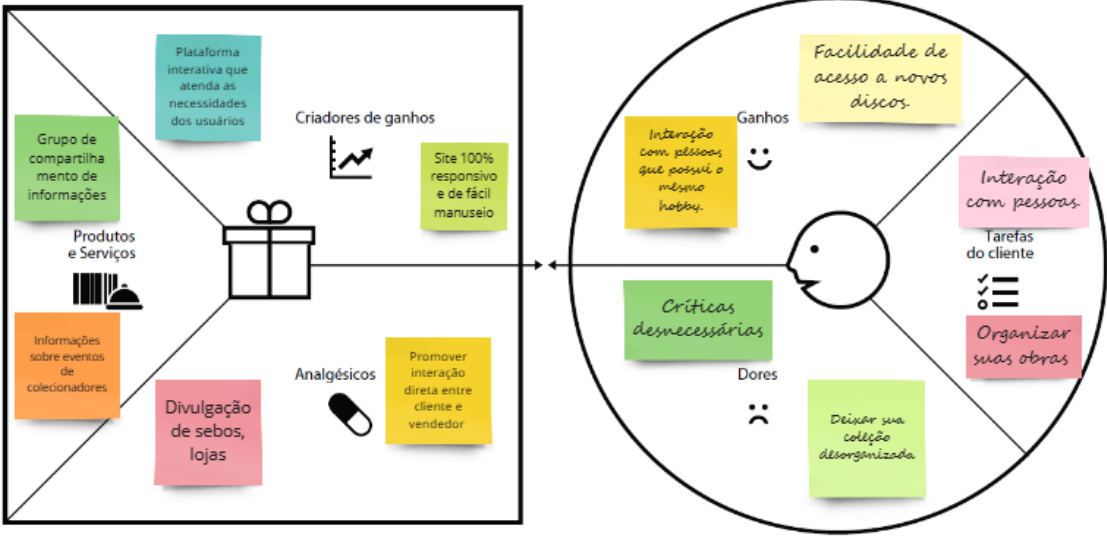 Plataforma
interativa que
atenda as
necessidades
dos usuários
Criadores de ganhos
Grupo de
compartilha
mento de
informações
Site 100%
responsivo
e de fácil
manuseio
Produtos
e Serviços
Informações
sobre eventos
de
colecionadores
Divulgação
de sebos,
lojas
Analgésicos
Promover
interação
direta entre
cliente e
vendedor
Facilidade de
acesso a novos
discos.
Ganhos
Interação
com pessoas
que possui o
mesmo
hobby.
Interação
com pessoas
Tarefas
do cliente
Organizar
suas obras
Críticas
desnecessárias
Dores
Deixar sua
coleção
desorganizada